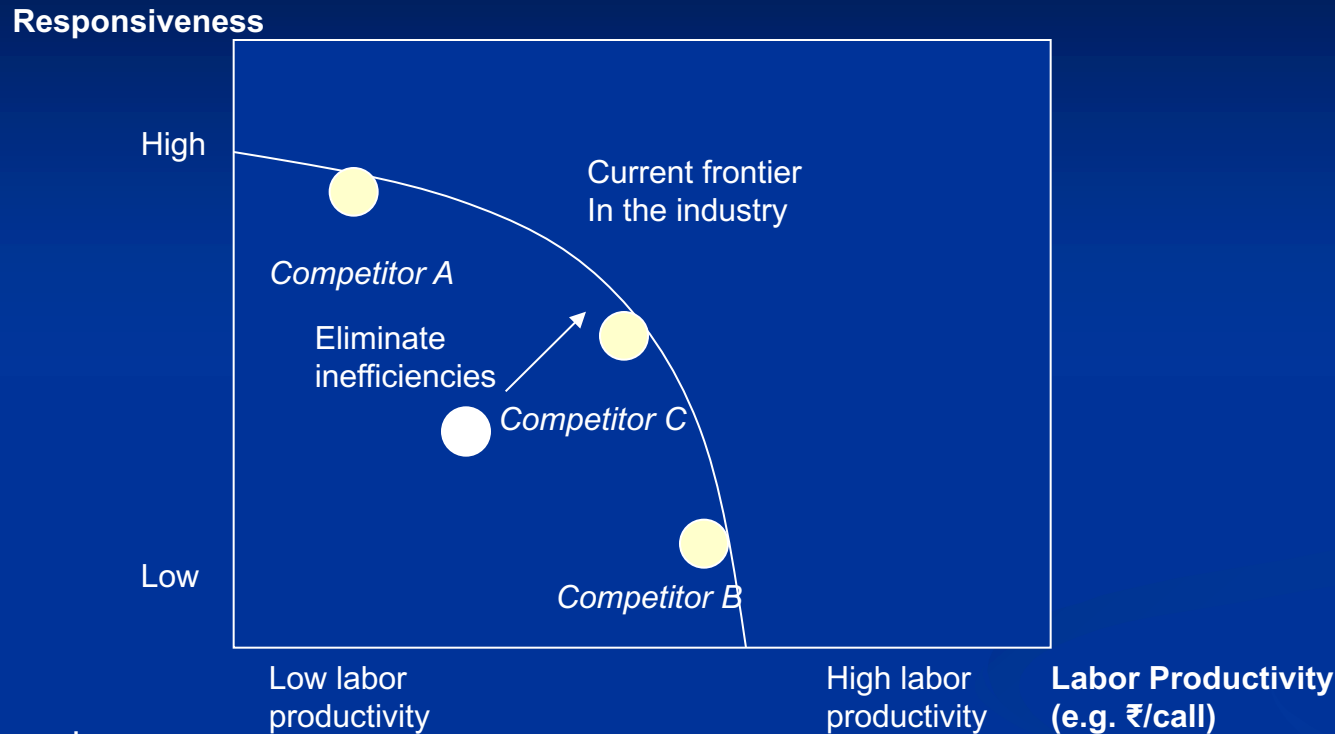 Responsiveness
High
Current frontier
In the industry
Competitor A
Eliminate
inefficiencies
Competitor C
Low
Competitor B
Low labor
productivity
High labor
productivity
Labor Productivity
(e.g. ₹/call)